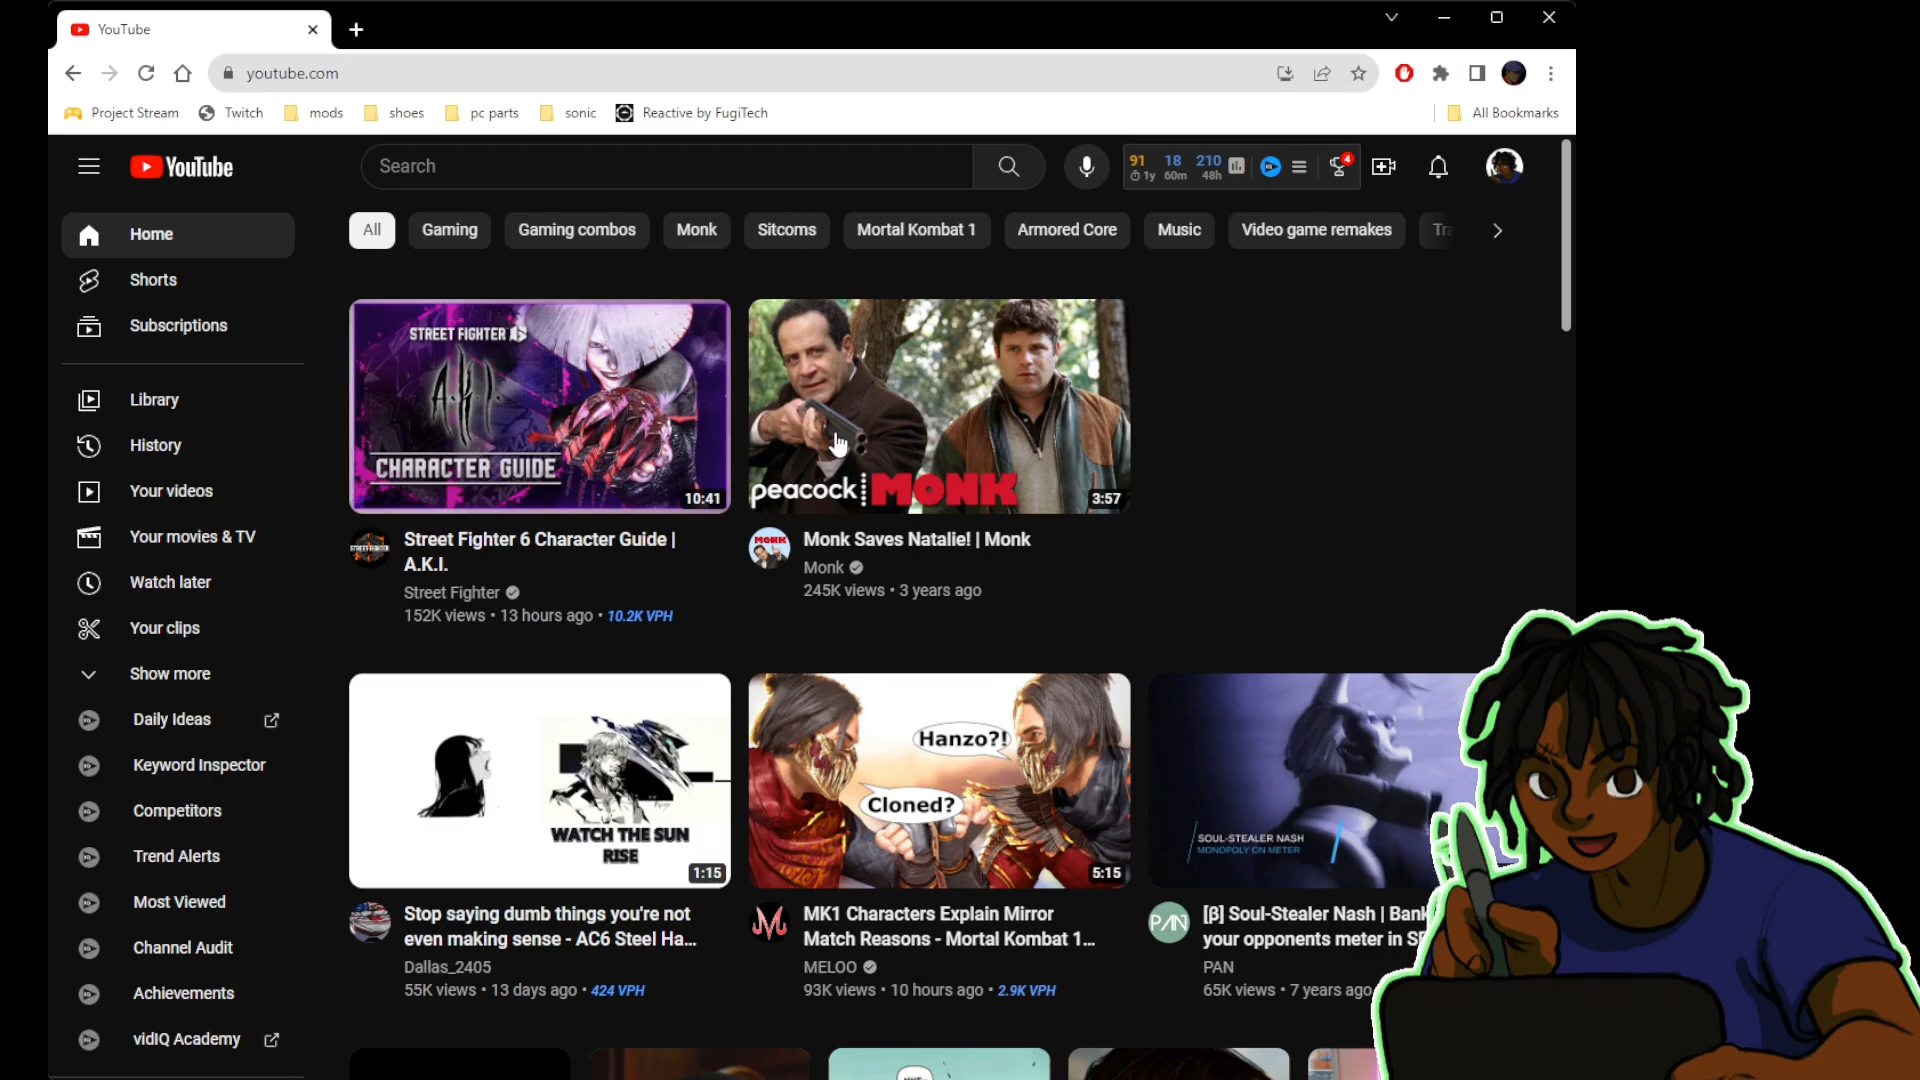 YouTube
youtube.com
Project Stream
Twitch
mods
shoes
pc parts
sonic
Reactive by FugiTech
All Bookmarks
YouTube
Search
91 18 210
1y 60m 48h
4
Home
Shorts
Subscriptions
Library
History
Your videos
Your movies & TV
Watch later
Your clips
Show more
Daily Ideas
Keyword Inspector
Competitors
Trend Alerts
Most Viewed
Channel Audit
Achievements
vidIQ Academy
All
Gaming
Gaming combos
Monk
Sitcoms
Mortal Kombat 1
Armored Core
Music
Video game remakes
Tra
STREET FIGHTER 6
A.K.I.
CHARACTER GUIDE
10:41
Street Fighter 6 Character Guide |
A.K.I.
Street Fighter
152K views • 13 hours ago • 10.2K VPH
peacock MONK
3:57
MONK
Monk Saves Natalie! | Monk
Monk
245K views • 3 years ago
WATCH THE SUN
RISE
1:15
Stop saying dumb things you're not
even making sense - AC6 Steel Ha...
Dallas_2405
55K views • 13 days ago • 424 VPH
Hanzo?!
Cloned?
5:15
MK1 Characters Explain Mirror
Match Reasons - Mortal Kombat 1...
MELOO
93K views • 10 hours ago • 2.9K VPH
SOUL-STEALER NASH
MONOPOLY ON METER
PAN
[β] Soul-Stealer Nash | Bank
your opponents meter in S
PAN
65K views • 7 years ago